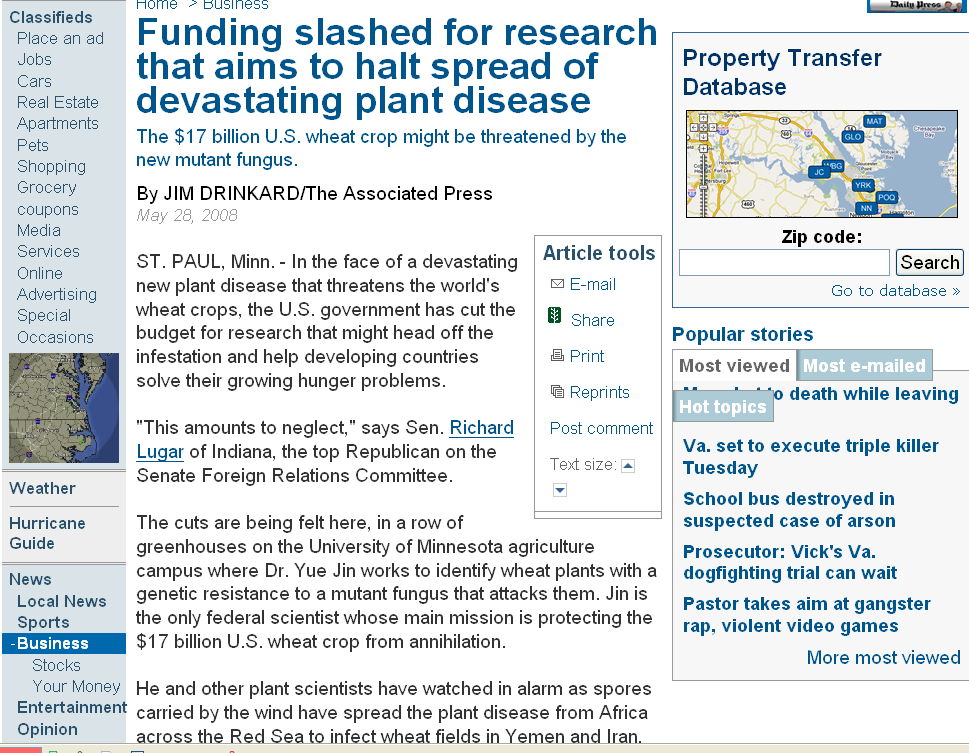 Home > Business
Daily Press
Classifieds
Place an ad
Jobs
Cars
Real Estate
Apartments
Pets
Shopping
Grocery
coupons
Media
Services
Online
Advertising
Special
Occasions
Weather
Hurricane
Guide
News
Local News
Sports
-Business
Stocks
Your Money
Entertainment
Opinion
Funding slashed for research
that aims to halt spread of
devastating plant disease
The $17 billion U.S. wheat crop might be threatened by the
new mutant fungus.
By JIM DRINKARD/The Associated Press
May 28, 2008
ST. PAUL, Minn. - In the face of a devastating
new plant disease that threatens the world's
wheat crops, the U.S. government has cut the
budget for research that might head off the
infestation and help developing countries
solve their growing hunger problems.
"This amounts to neglect," says Sen. Richard
Lugar of Indiana, the top Republican on the
Senate Foreign Relations Committee.
The cuts are being felt here, in a row of
greenhouses on the University of Minnesota agriculture
campus where Dr. Yue Jin works to identify wheat plants with a
genetic resistance to a mutant fungus that attacks them. Jin is
the only federal scientist whose main mission is protecting the
$17 billion U.S. wheat crop from annihilation.
He and other plant scientists have watched in alarm as spores
carried by the wind have spread the plant disease from Africa
across the Red Sea to infect wheat fields in Yemen and Iran.
Article tools
E-mail
Share
Print
Reprints
Post comment
Text size:
Property Transfer
Database
MAT
GLO
WBG
JC
YRK
POQ
NN
Hampton
Zip code:
Search
Go to database »
Popular stories
Most viewed
Most e-mailed
Hot topics
to death while leaving
Va. set to execute triple killer
Tuesday
School bus destroyed in
suspected case of arson
Prosecutor: Vick's Va.
dogfighting trial can wait
Pastor takes aim at gangster
rap, violent video games
More most viewed